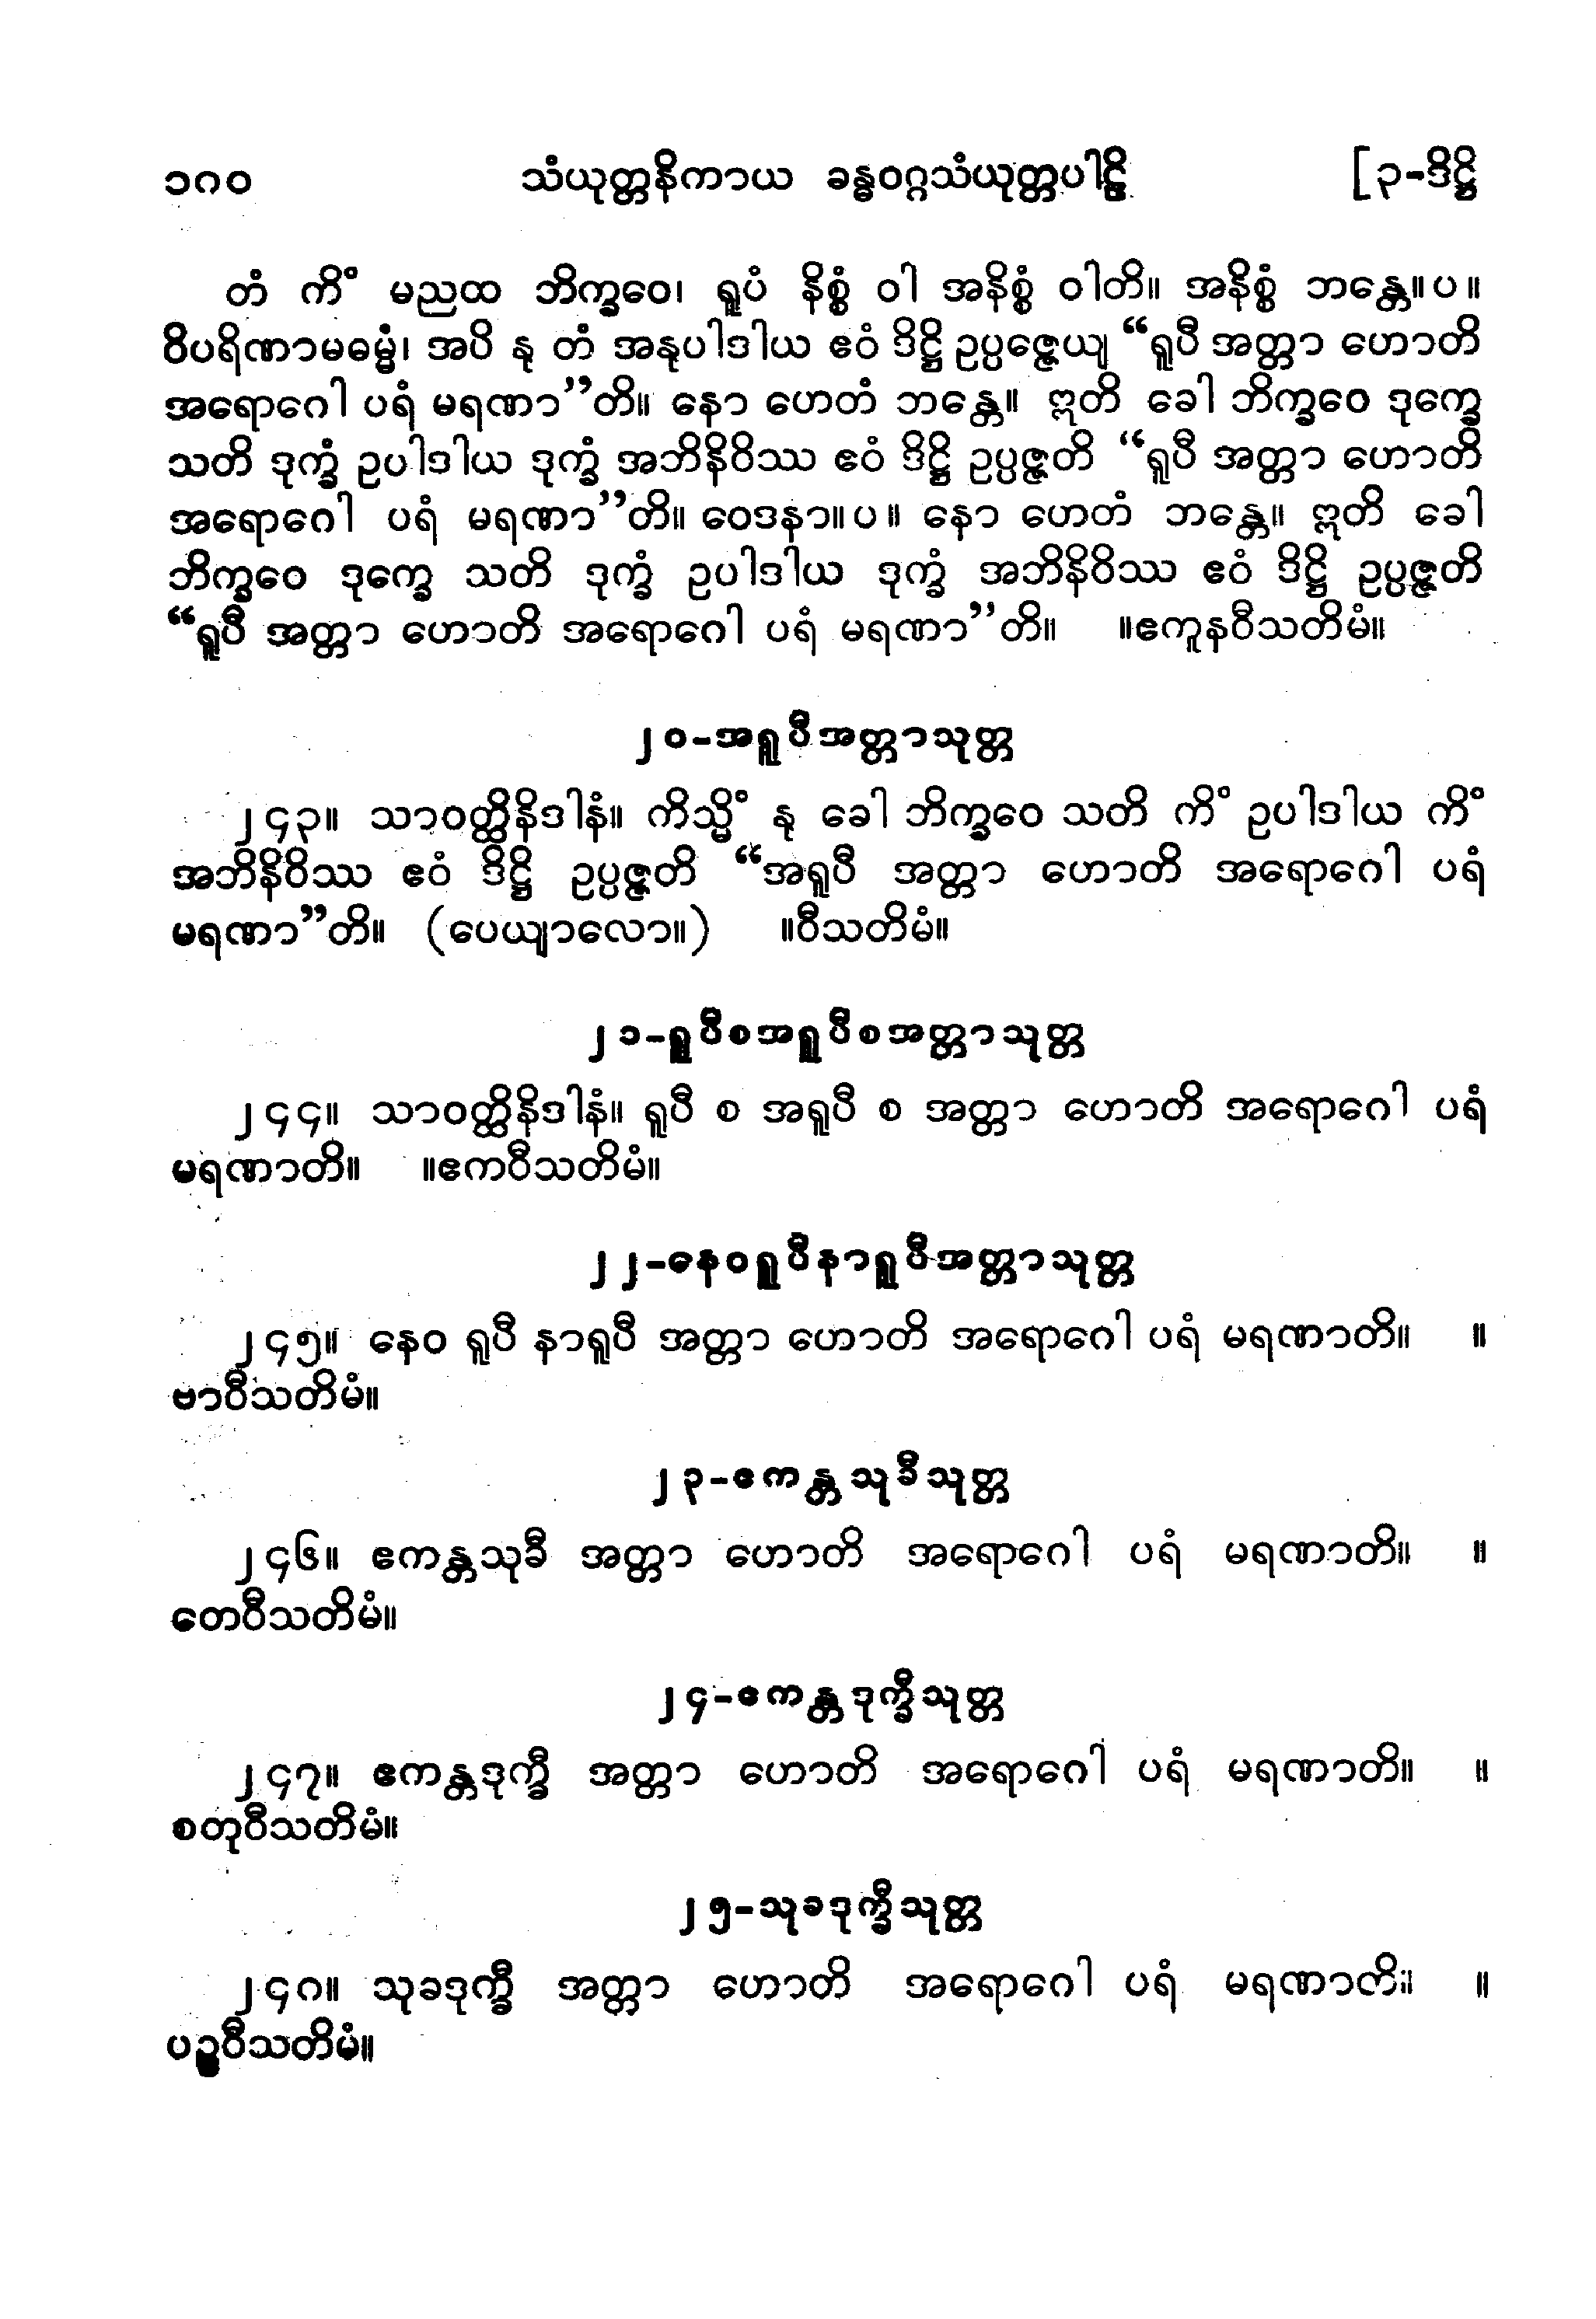 ၁၈၀ သံယုတ္တနိကာယ ခန္ဓဝဂ္ဂသံယုတ္တပါဠိ [၃-ဒိဋ္ဌိ
တံ ကိံ မညထ ဘိက္ခဝေ၊ ရူပံ နိစ္စံ ဝါ အနိစ္စံ ဝါတိ။ အနိစ္စံ ဘန္တေ။ပ။
ဝိပရိဏာမဓမ္မံ၊ အပိ နု တံ အနုပါဒါယ ဧဝံ ဒိဋ္ဌိ ဥပ္ပဇ္ဇေယျ “ရူပီ အတ္တာ ဟောတိ
အရောဂေါ ပရံ မရဏာ”တိ။ နော ဟေတံ ဘန္တေ။ ဣတိ ခေါ ဘိက္ခဝေ ဒုက္ခေ
သတိ ဒုက္ခံ ဥပါဒါယ ဒုက္ခံ အဘိနိဝိဿ ဧဝံ ဒိဋ္ဌိ ဥပ္ပဇ္ဇတိ “ရူပီ အတ္တာ ဟောတိ
အရောဂေါ ပရံ မရဏာ”တိ။ ဝေဒနာ။ပ။ နော ဟေတံ ဘန္တေ။ ဣတိ ခေါ
ဘိက္ခဝေ ဒုက္ခေ သတိ ဒုက္ခံ ဥပါဒါယ ဒုက္ခံ အဘိနိဝိဿ ဧဝံ ဒိဋ္ဌိ ဥပ္ပဇ္ဇတိ
“ရူပီ အတ္တာ ဟောတိ အရောဂေါ ပရံ မရဏာ”တိ။ ။ဧကူနဝီသတိမံ။
၂၀-အရူပီအတ္တာသုတ္တ
၂၄၃။ သာဝတ္ထိနိဒါနံ။ ကိသ္မိံ နု ခေါ ဘိက္ခဝေ သတိ ကိံ ဥပါဒါယ ကိံ
အဘိနိဝိဿ ဧဝံ ဒိဋ္ဌိ ဥပ္ပဇ္ဇတိ “အရူပီ အတ္တာ ဟောတိ အရောဂေါ ပရံ
မရဏာ”တိ။ (ပေယျာလော။) ။ဝီသတိမံ။
၂၁-ရူပီစအရူပီစအတ္တာသုတ္တ
၂၄၄။ သာဝတ္ထိနိဒါနံ။ ရူပီ စ အရူပီ စ အတ္တာ ဟောတိ အရောဂေါ ပရံ
မရဏာတိ။ ။ဧကဝီသတိမံ။
၂၂-နေဝရူပီနာရူပီအတ္တာသုတ္တ
၂၄၅။ နေဝ ရူပီ နာရူပီ အတ္တာ ဟောတိ အရောဂေါ ပရံ မရဏာတိ။ ။
ဗာဝီသတိမံ။
၂၃-ဧကန္တသုခီသုတ္တ
၂၄၆။ ဧကန္တသုခီ အတ္တာ ဟောတိ အရောဂေါ ပရံ မရဏာတိ။ ။
တေဝီသတိမံ။
၂၄-ဧကန္တဒုက္ခီသုတ္တ
၂၄၇။ ဧကန္တဒုက္ခီ အတ္တာ ဟောတိ အရောဂေါ ပရံ မရဏာတိ။ ။
စတုဝီသတိမံ။
၂၅-သုခဒုက္ခီသုတ္တ
၂၄၈။ သုခဒုက္ခီ အတ္တာ ဟောတိ အရောဂေါ ပရံ မရဏာတိ။ ။
ပဉ္စဝီသတိမံ။